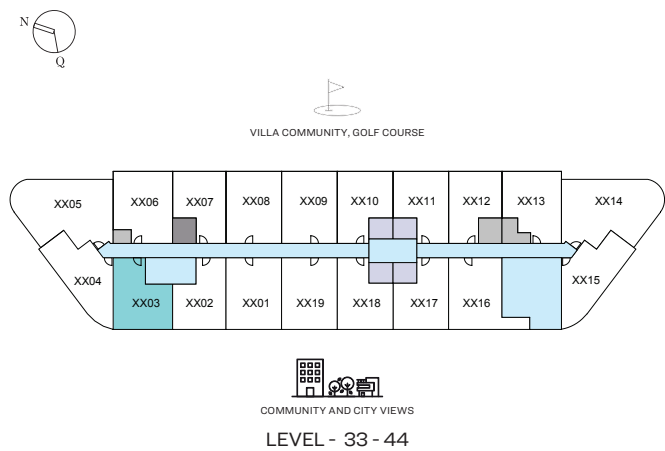 N
Q
VILLA COMMUNITY, GOLF COURSE
XX05
XX06
XX07
XX08
XX09
XX10
XX11
XX12
XX13
XX14
XX04
XX03
XX02
XX01
XX19
XX18
XX17
XX16
XX15
COMMUNITY AND CITY VIEWS
LEVEL - 33 - 44